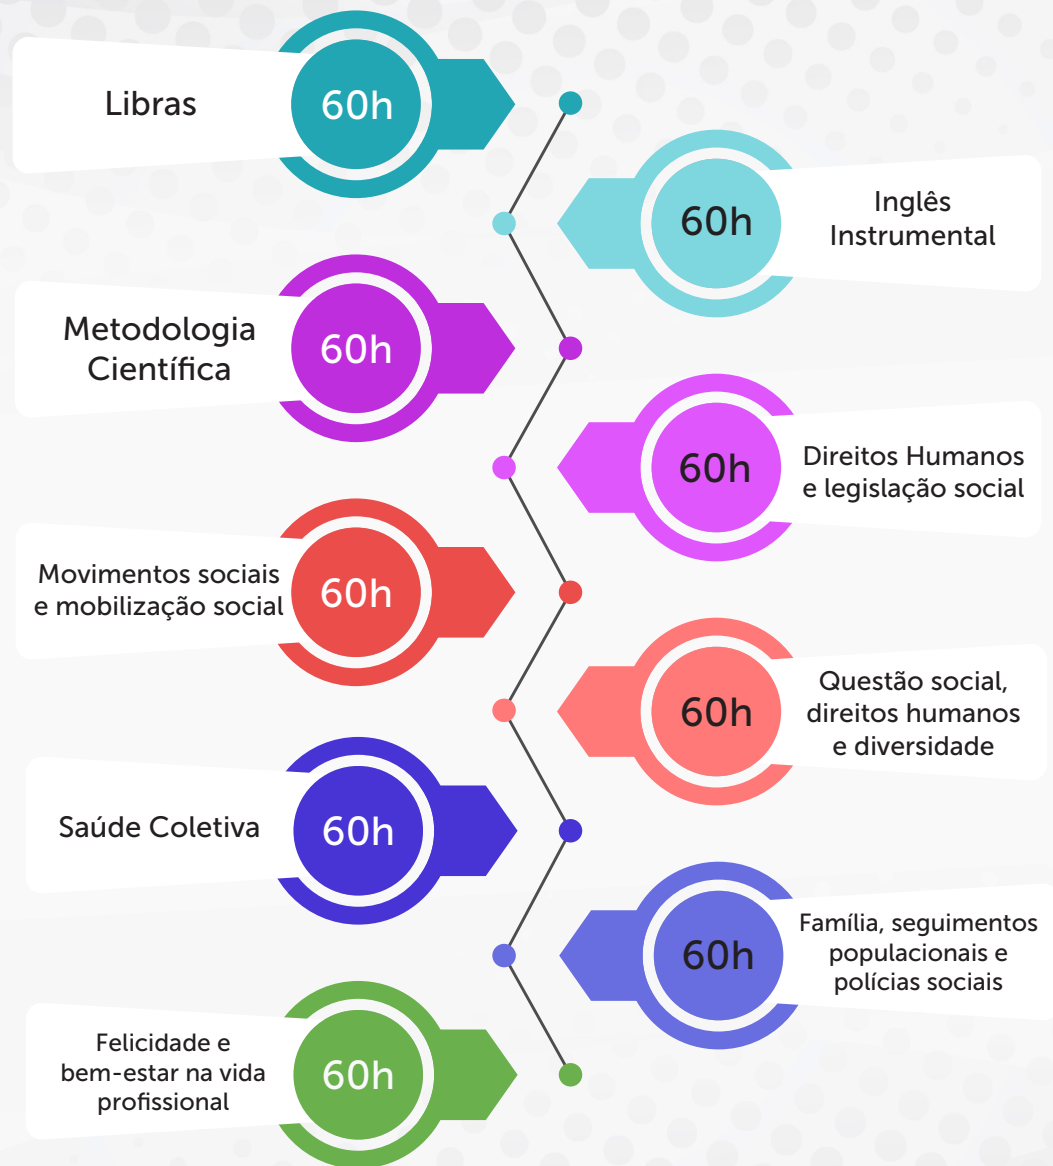 Libras
60h
60h
Inglês
Instrumental
Metodologia
Científica
60h
60h
Direitos Humanos
e legislação social
Movimentos sociais
e mobilização social
60h
60h
Questão social,
direitos humanos
e diversidade
Saúde Coletiva
60h
60h
Família, seguimentos
populacionais e
polícias sociais
Felicidade e
bem-estar na vida
profissional
60h